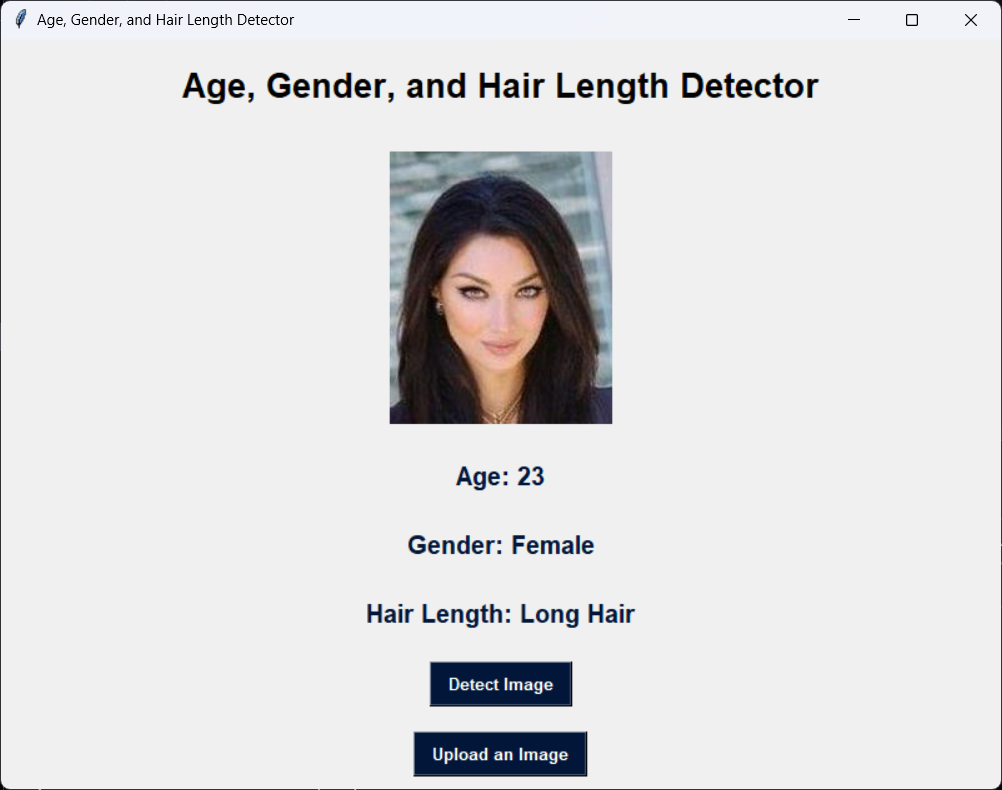 Age, Gender, and Hair Length Detector
Age, Gender, and Hair Length Detector
Age: 23
Gender: Female
Hair Length: Long Hair
Detect Image
Upload an Image